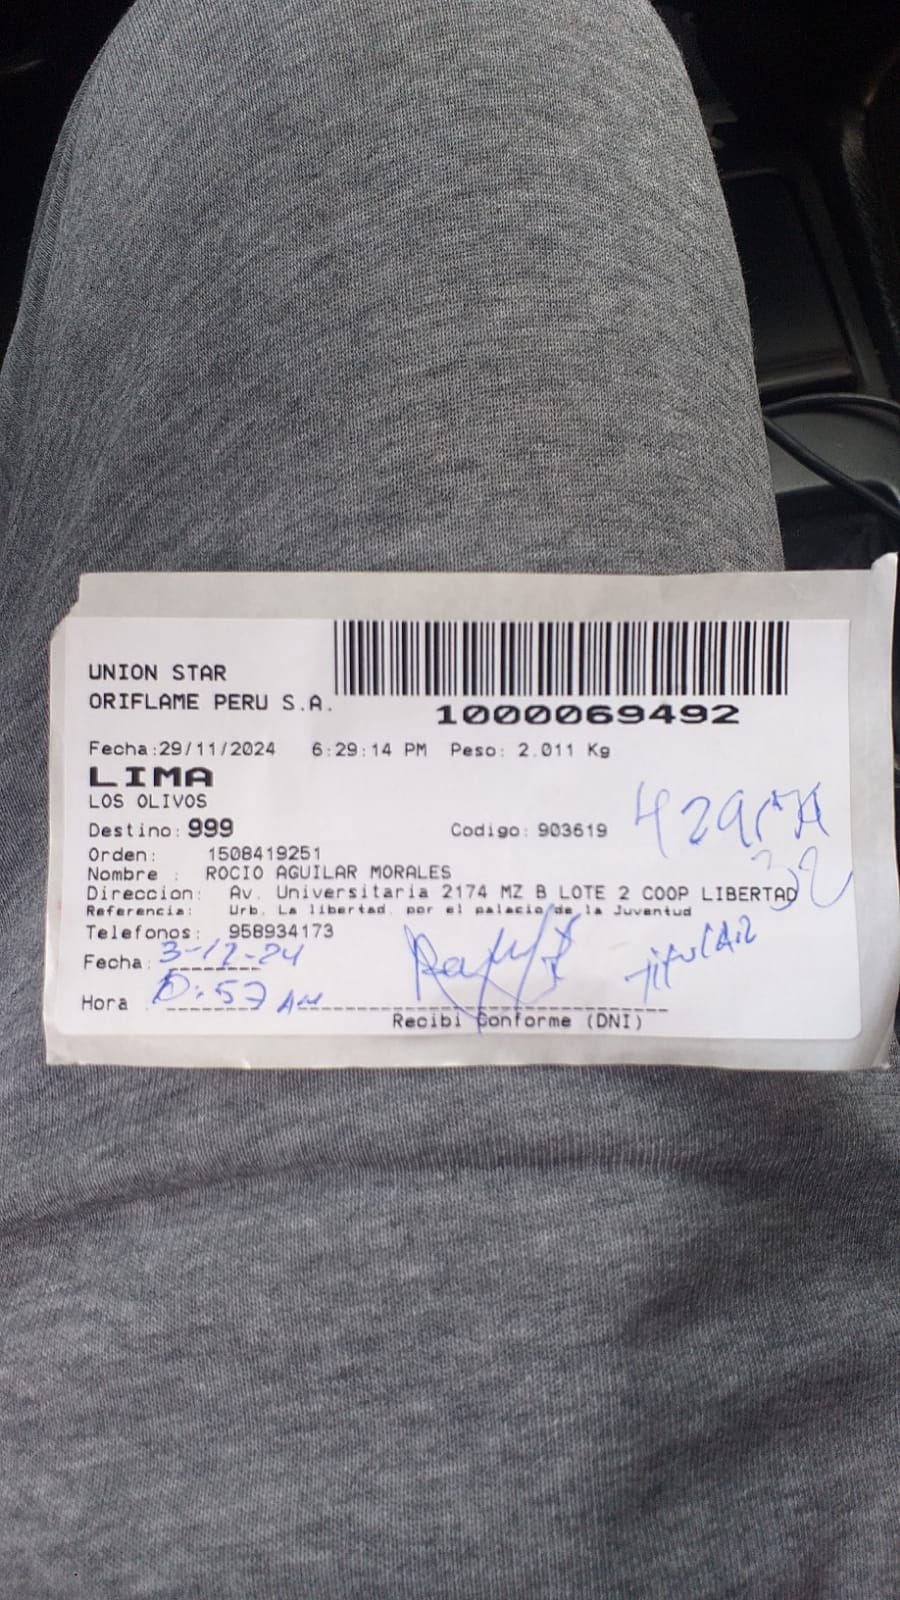 UNION STAR
ORIFLAME PERU S.A.
1000069492
Fecha:29/11/2024 6:29:14 PM Peso: 2.011 Kg
LIMA
LOS OLIVOS
Destino: 999 Codigo: 903619
Orden: 1508419251
Nombre : ROCIO AGUILAR MORALES
Direccion: Av. Universitaria 2174 MZ B LOTE 2 COOP LIBERTAD
Referencia: Urb. La libertad. por el palacio de la Juventud
Telefonos: 958934173
Fecha: 3-12-24
TitulAR
Hora : AM
Recibi Conforme (DNI)